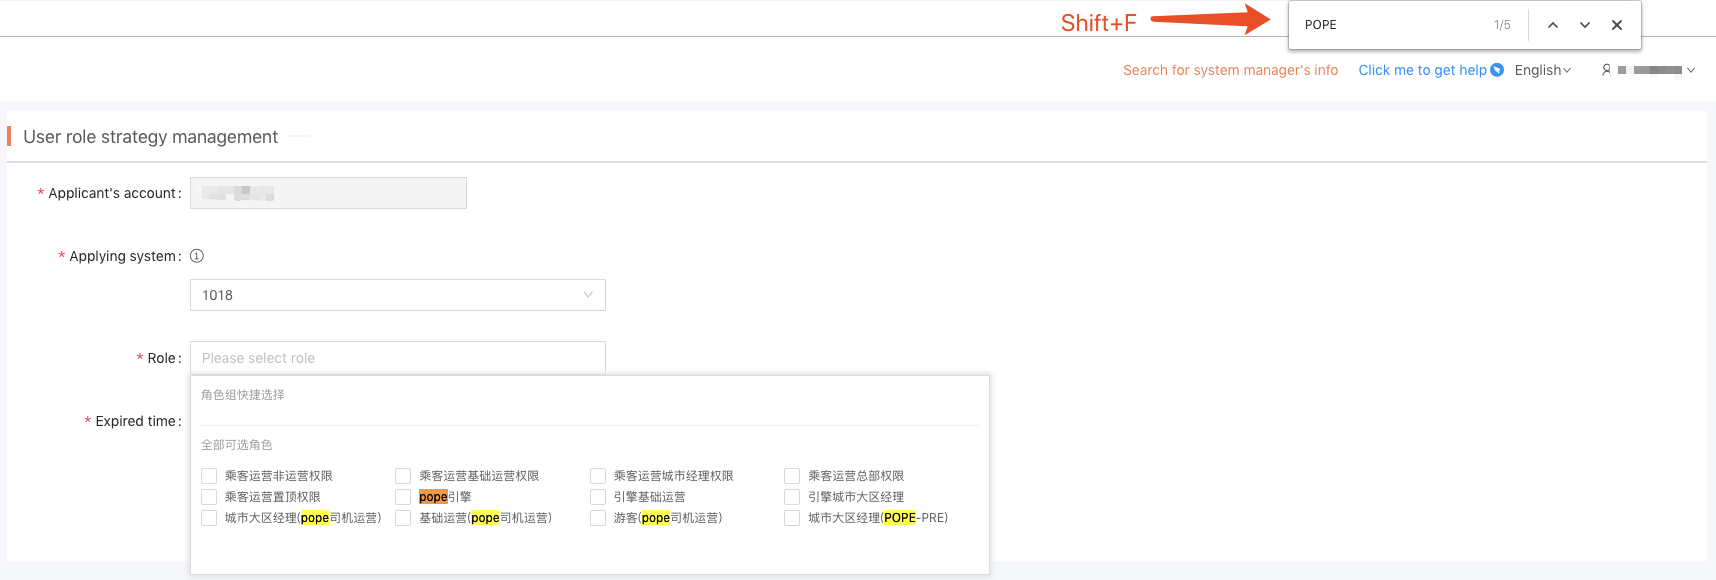 Shift+F
POPE 1/5
Search for system manager's info Click me to get help English
User role strategy management
* Applicant's account:
* Applying system:
1018
* Role: Please select role
角色组快捷选择
* Expired time:
全部可选角色
乘客运营非运营权限 乘客运营基础运营权限 乘客运营城市经理权限 乘客运营总部权限
乘客运营置顶权限 pope引擎 引擎基础运营 引擎城市大区经理
城市大区经理(pope司机运营) 基础运营(pope司机运营) 游客(pope司机运营) 城市大区经理(POPE-PRE)